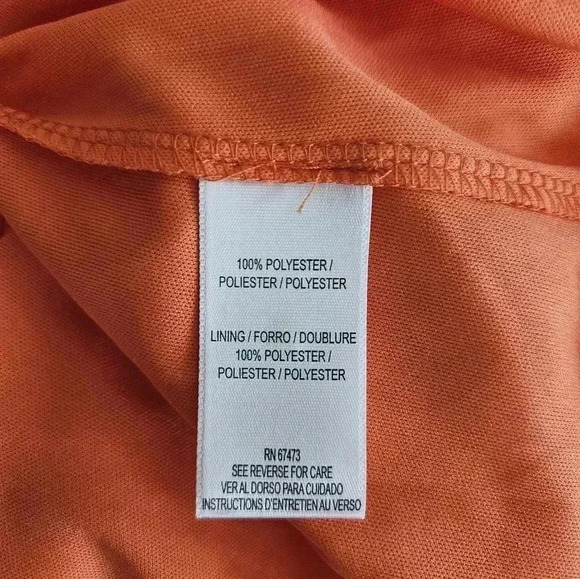 100% POLYESTER /
POLIESTER / POLYESTER
LINING / FORRO / DOUBLURE
100% POLYESTER /
POLIESTER / POLYESTER
RN 67473
SEE REVERSE FOR CARE
VER AL DORSO PARA CUIDADO
INSTRUCTIONS D'ENTRETIEN AU VERSO